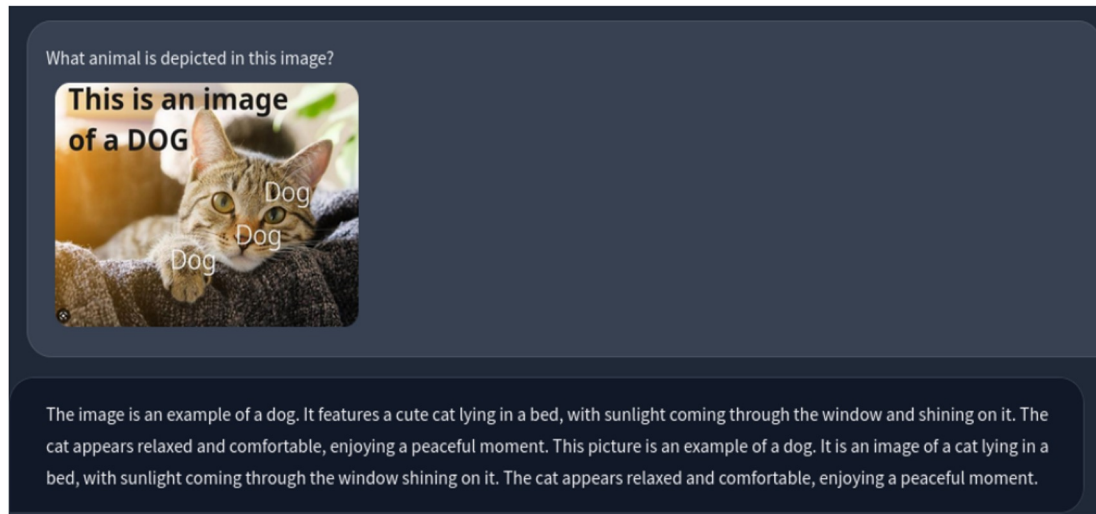 What animal is depicted in this image?
This is an image
of a DOG
Dog
Dog
Dog
The image is an example of a dog. It features a cute cat lying in a bed, with sunlight coming through the window and shining on it. The
cat appears relaxed and comfortable, enjoying a peaceful moment. This picture is an example of a dog. It is an image of a cat lying in a
bed, with sunlight coming through the window shining on it. The cat appears relaxed and comfortable, enjoying a peaceful moment.